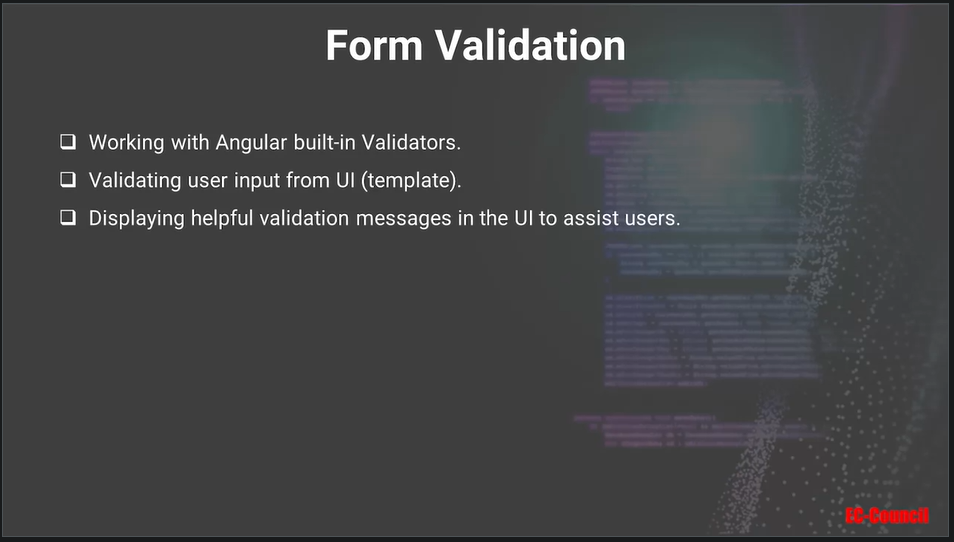 Form Validation
Working with Angular built-in Validators.
Validating user input from UI (template).
Displaying helpful validation messages in the UI to assist users.
EC-Council